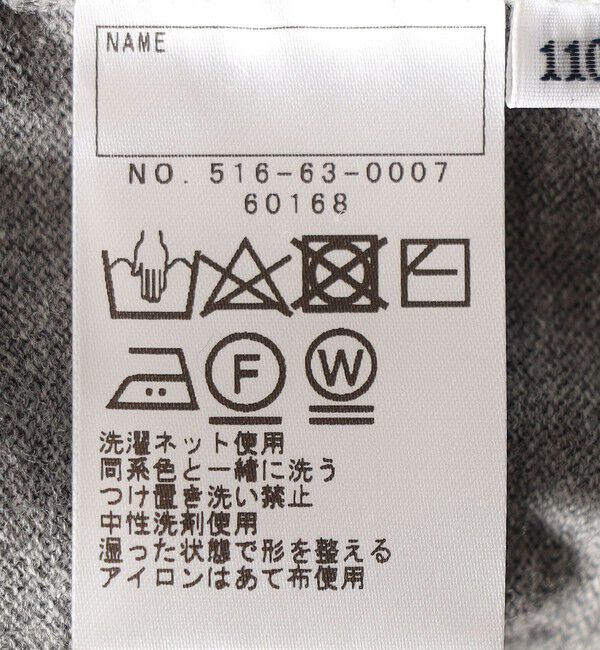 NAME
110
NO. 516-63-0007
60168
F
W
洗濯ネット使用
同系色と一緒に洗う
つけ置き洗い禁止
中性洗剤使用
湿った状態で形を整える
アイロンはあて布使用